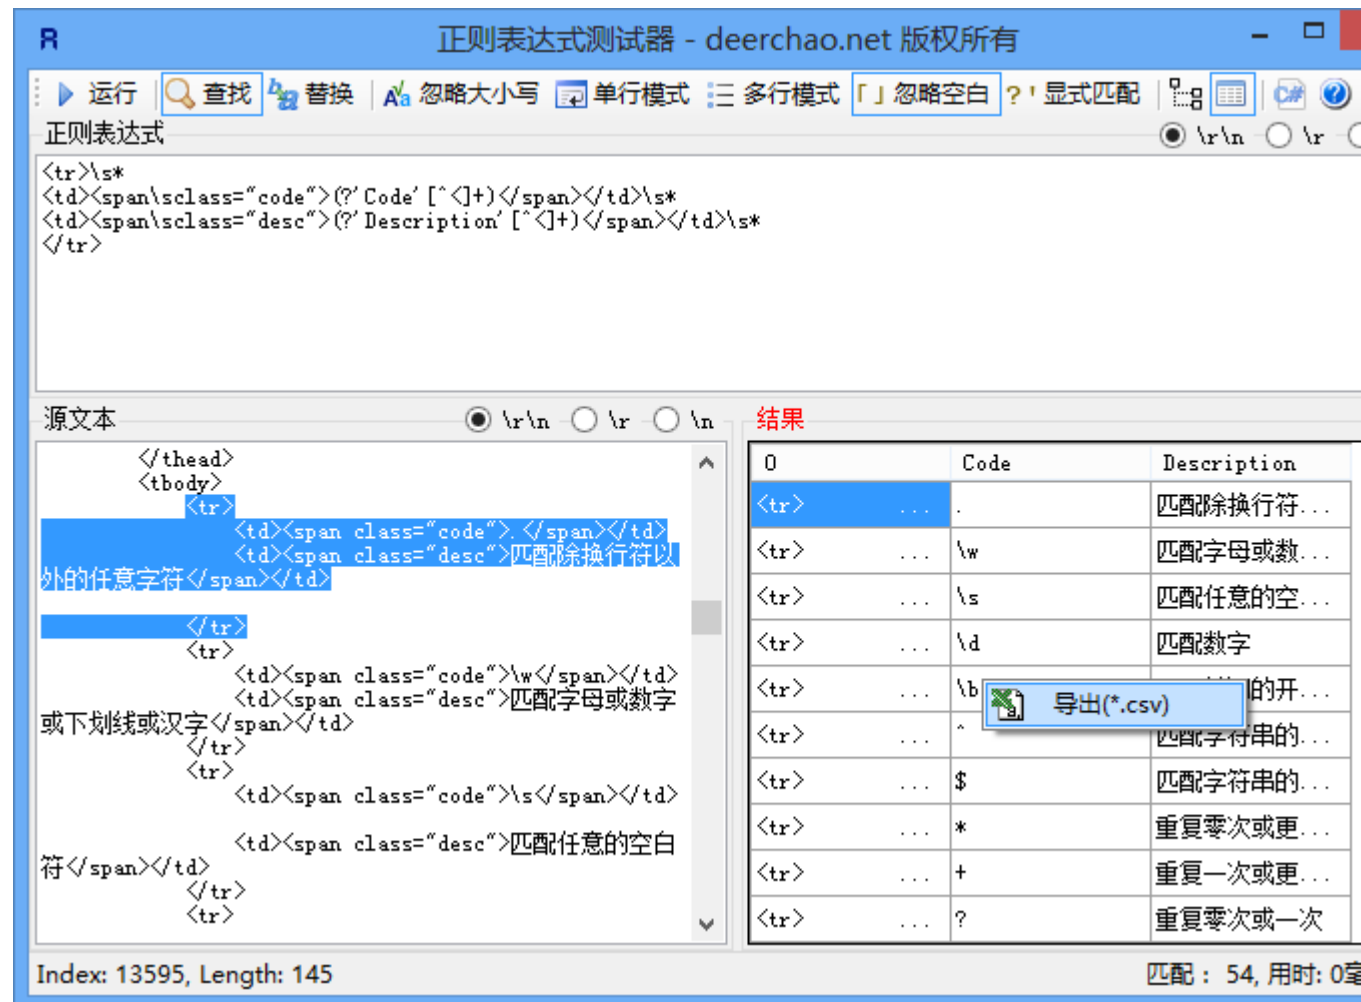 R 正则表达式测试器 - deerchao.net 版权所有
运行 查找 替换 忽略大小写 单行模式 多行模式 「」忽略空白 ?' 显式匹配 C#
正则表达式 \r\n \r
<tr>\s*
<td><span\sclass="code">(?'Code'[^<]+)</span></td>\s*
<td><span\sclass="desc">(?'Description'[^<]+)</span></td>\s*
</tr>
源文本 \r\n \r \n
</thead>
<tbody>
<tr>
<td><span class="code">.</span></td>
<td><span class="desc">匹配除换行符以
外的任意字符</span></td>
</tr>
<tr>
<td><span class="code">\w</span></td>
<td><span class="desc">匹配字母或数字
或下划线或汉字</span></td>
</tr>
<tr>
<td><span class="code">\s</span></td>
<td><span class="desc">匹配任意的空白
符</span></td>
</tr>
<tr>
结果
0 Code Description
<tr> ... . 匹配除换行符...
<tr> ... \w 匹配字母或数...
<tr> ... \s 匹配任意的空...
<tr> ... \d 匹配数字
<tr> ... \b 的开...
导出(*.csv)
<tr> ... ^ 匹配字符串的...
<tr> ... $ 匹配字符串的...
<tr> ... * 重复零次或更...
<tr> ... + 重复一次或更...
<tr> ... ? 重复零次或一次
Index: 13595, Length: 145
匹配： 54, 用时: 0毫